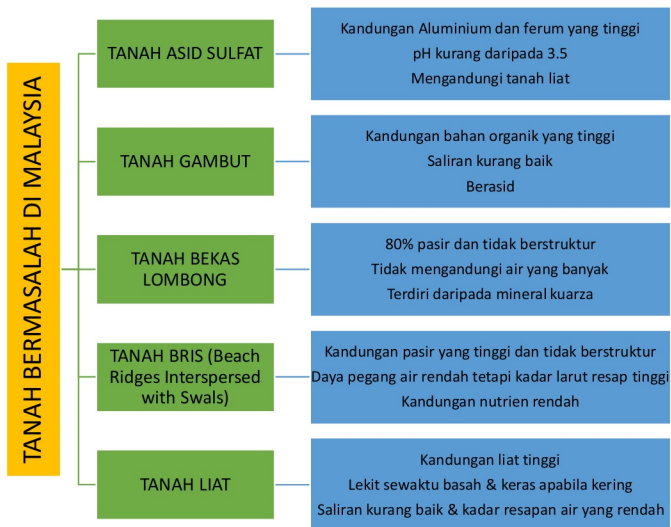 TANAH BERMASALAH DI MALAYSIA
TANAH ASID SULFAT
Kandungan Aluminium dan ferum yang tinggi
pH kurang daripada 3.5
Mengandungi tanah liat
TANAH GAMBUT
Kandungan bahan organik yang tinggi
Saliran kurang baik
Berasid
TANAH BEKAS
LOMBONG
80% pasir dan tidak berstruktur
Tidak mengandungi air yang banyak
Terdiri daripada mineral kuarza
TANAH BRIS (Beach
Ridges Interspersed
with Swals)
Kandungan pasir yang tinggi dan tidak berstruktur
Daya pegang air rendah tetapi kadar larut resap tinggi
Kandungan nutrien rendah
TANAH LIAT
Kandungan liat tinggi
Lekit sewaktu basah & keras apabila kering
Saliran kurang baik & kadar resapan air yang rendah